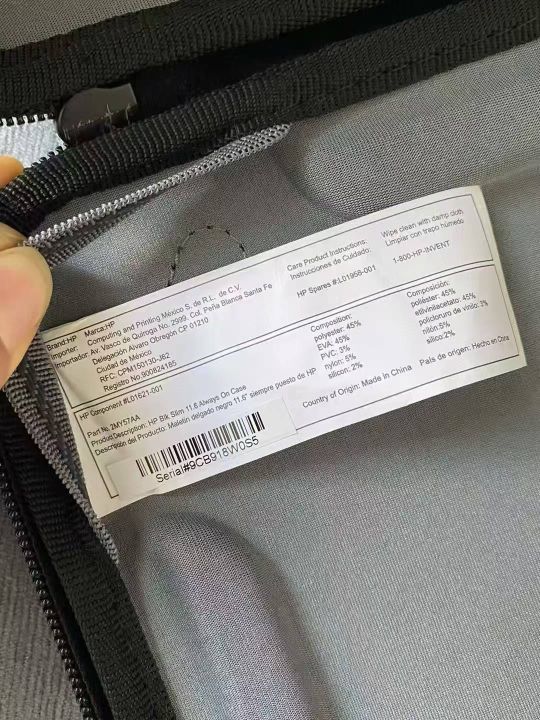 Brand:HP Marca:HP
Importer: Computing and Printing México S. de R.L. de C.V.
Importador: Av. Vasco de Quiroga No. 2999, Col. Peña Blanca Santa Fe
Delegación Álvaro Obregón CP 01210
Ciudad de México
RFC: CPM150130-J82
Registro No.900824185
Care Product Instructions: Wipe clean with damp cloth,
Instrucciones de Cuidado: Limpiar con trapo húmedo
HP Spares #:L01956-001 1-800-HP-INVENT
HP Component #L01621-001
Part No. 2MY57AA
ProductDescription: HP Blk Slim 11.6 Always On Case
Descripción del Producto: Maletín delgado negro 11.6" siempre puesto de HP
Serial#9CB918W0S5
Composition:
polyester: 45%
EVA: 45%
PVC: 3%
nylon: 5%
silicon: 2%
Composición:
poliéster: 45%
etilvinilacetato: 45%
policloruro de vinilo: 3%
nilón:5%
silico:2%
Country of Origin: Made In China País de origen: Hecho en China